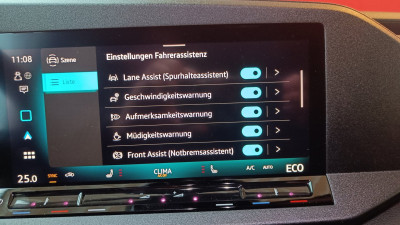 11:08
Szene
Liste
Einstellungen Fahrerassistenz
Lane Assist (Spurhalteassistent)
Geschwindigkeitswarnung
Aufmerksamkeitswarnung
Müdigkeitswarnung
Front Assist (Notbremsassistent)
25.0
SYNC
CLIMA
A/C
AUTO
ECO